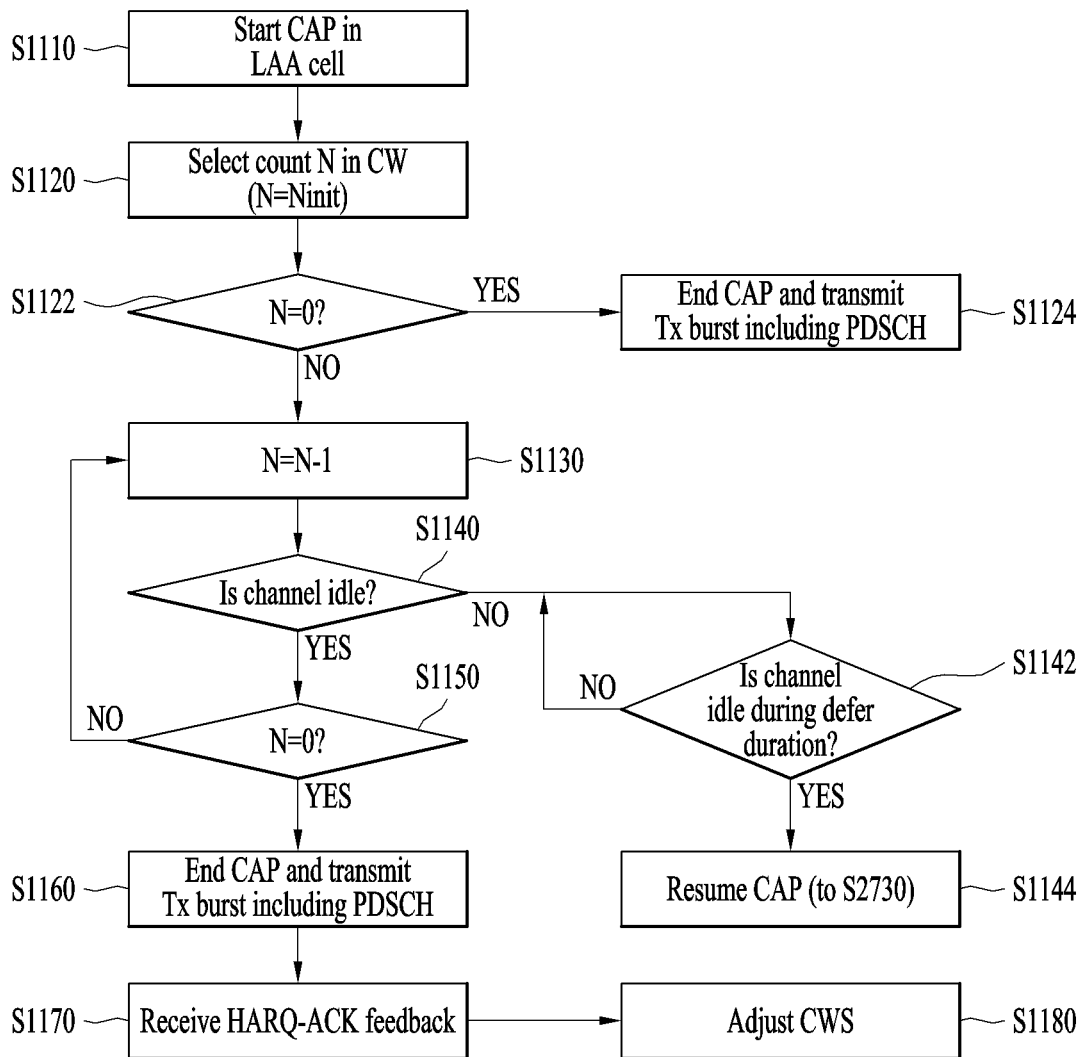 S1110
Start CAP in
LAA cell
S1120
Select count N in CW
(N=Ninit)
S1122
N=0?
YES
NO
End CAP and transmit
Tx burst including PDSCH
S1124
N=N-1
S1130
S1140
Is channel idle?
NO
YES
S1150
N=0?
NO
YES
S1142
Is channel
idle during defer
duration?
NO
YES
S1160
End CAP and transmit
Tx burst including PDSCH
Resume CAP (to S2730)
S1144
S1170
Receive HARQ-ACK feedback
Adjust CWS
S1180